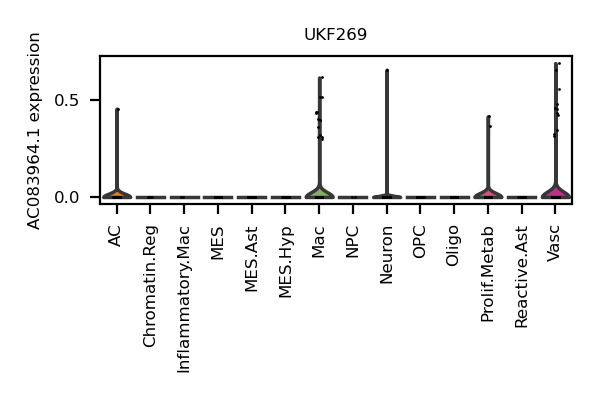 UKF269
AC083964.1 expression
0.5
0.0
AC
Chromatin.Reg
Inflammatory.Mac
MES
MES.Ast
MES.Hyp
Mac
NPC
Neuron
OPC
Oligo
Prolif.Metab
Reactive.Ast
Vasc